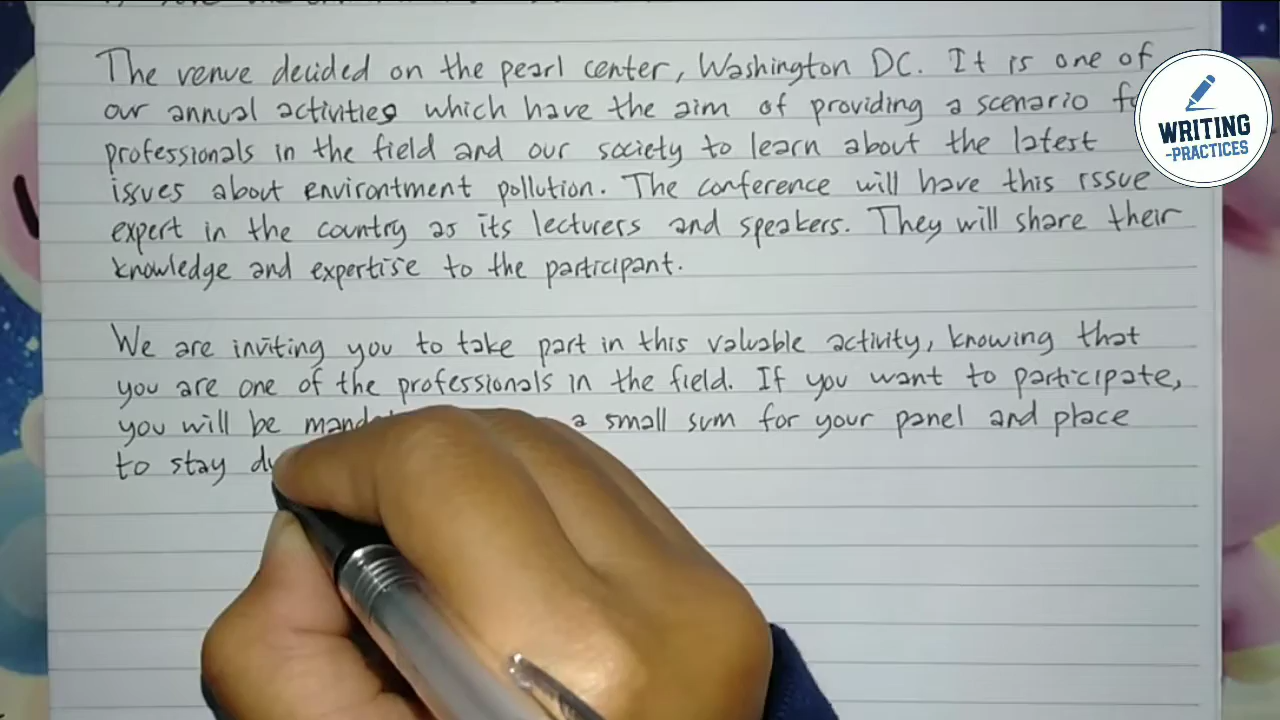 The venue decided on the pearl center, Washington DC. It is one of
our annual activities which have the aim of providing a scenario
professionals in the field and our society to learn about the latest
issues about environtment pollution. The conference will have this issue
expert in the country as its lecturers and speakers. They will share their
knowledge and expertise to the participant.
We are inviting you to take part in this valuable activity, knowing that
you are one of the professionals in the field. If you want to participate,
you will be a small sum for your panel and place
to stay
WRITING
-PRACTICES